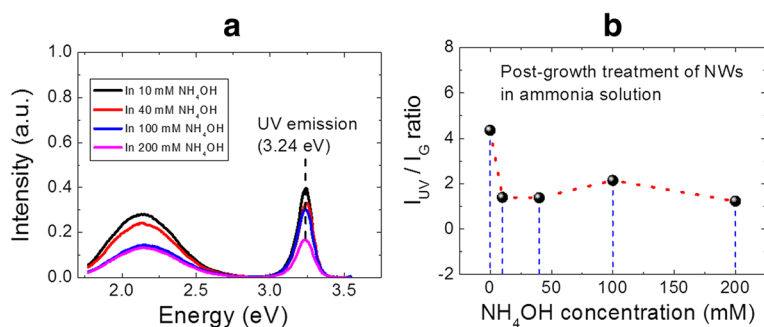 a
Intensity (a.u.)
1.0
0.8
0.6
0.4
0.2
0.0
In 10 mM NH4OH
In 40 mM NH4OH
In 100 mM NH4OH
In 200 mM NH4OH
UV emission
(3.24 eV)
2.0 2.5 3.0 3.5
Energy (eV)
b
IUV / IG ratio
8
6
4
2
0
-2
Post-growth treatment of NWs
in ammonia solution
0 50 100 150 200
NH4OH concentration (mM)